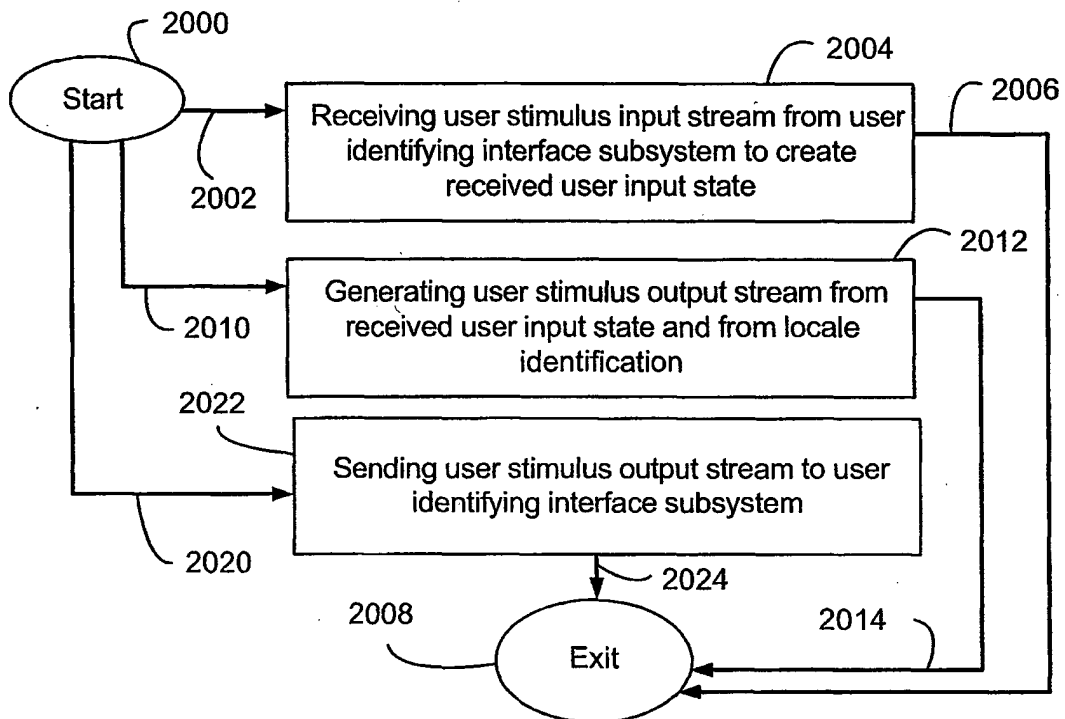 2000
2004
Start
2006
Receiving user stimulus input stream from user
identifying interface subsystem to create
received user input state
2002
2012
Generating user stimulus output stream from
received user input state and from locale
identification
2010
2022
Sending user stimulus output stream to user
identifying interface subsystem
2020
2024
2008
2014
Exit